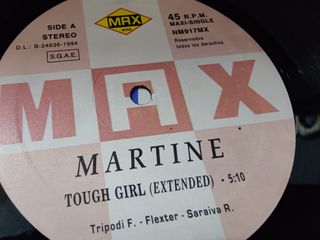 SIDE A
STEREO
D.L.: B-24636-1994
S.G.A.E.
MAX
45 R.P.M.
MAXI-SINGLE
NM917MX
Reservados
todos los derechos
MAX
MARTINE
TOUGH GIRL (EXTENDED) • 5:10
Tripodi F. - Flexter - Saraiva R.